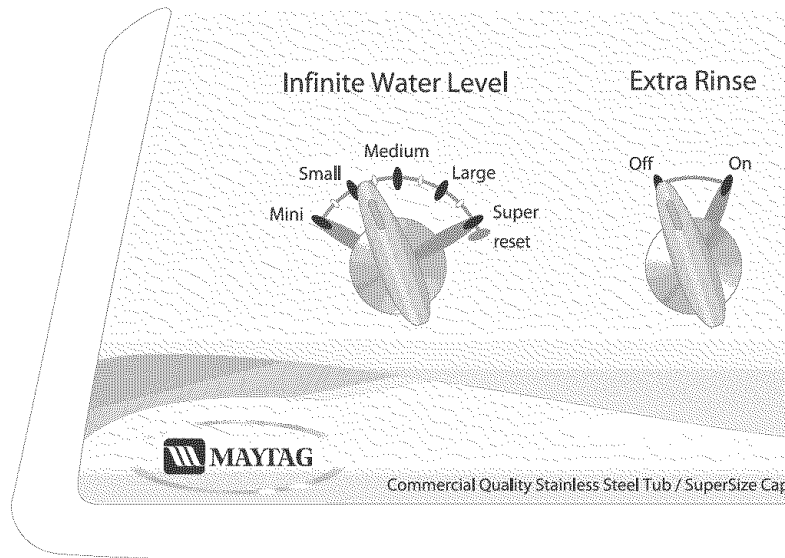 Infinite Water Level
Extra Rinse
Mini
Small
Medium
Large
Super
reset
Off
On
MAYTAG
Commercial Quality Stainless Steel Tub / SuperSize Cap